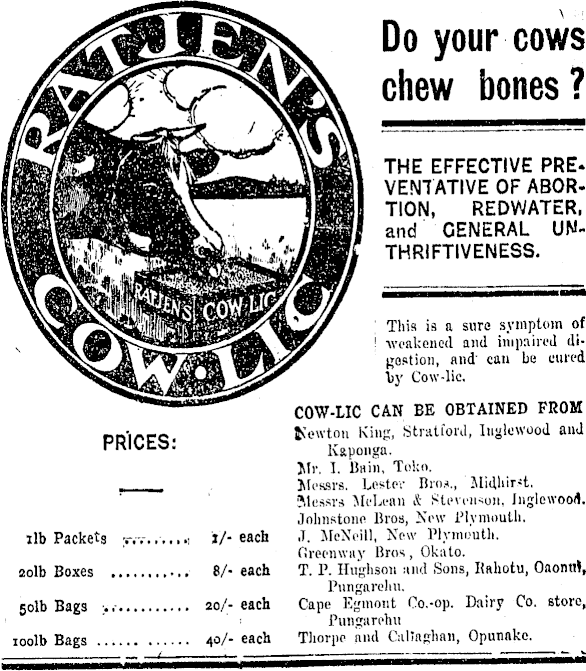 RATJEN'S
COW-LIC
RATJEN'S COW-LIC
Do your cows
chew bones ?
THE EFFECTIVE PRE-
VENTATIVE OF ABOR-
TION, REDWATER,
and GENERAL UN-
THRIFTIVENESS.
This is a sure symptom of
weakened and impaired di-
gestion, and can be cured
by Cow-lic.
PRICES:
1lb Packets .......... 1/- each
20lb Boxes ........... 8/- each
50lb Bags ............ 20/- each
100lb Bags ...... ...... 40/- each
COW-LIC CAN BE OBTAINED FROM
Newton King, Stratford, Inglewood and
Kaponga.
Mr. I. Bain, Toko.
Messrs. Lester Bros., Midhirst.
Messrs McLean & Stevenson, Inglewood.
Johnstone Bros, New Plymouth.
J. McNeill, New Plymouth.
Greenway Bros, Okato.
T. P. Hughson and Sons, Rahotu, Oaonui,
Pungarehu.
Cape Egmont Co.-op. Dairy Co. store,
Pungarehu
Thorpe and Callaghan, Opunake.